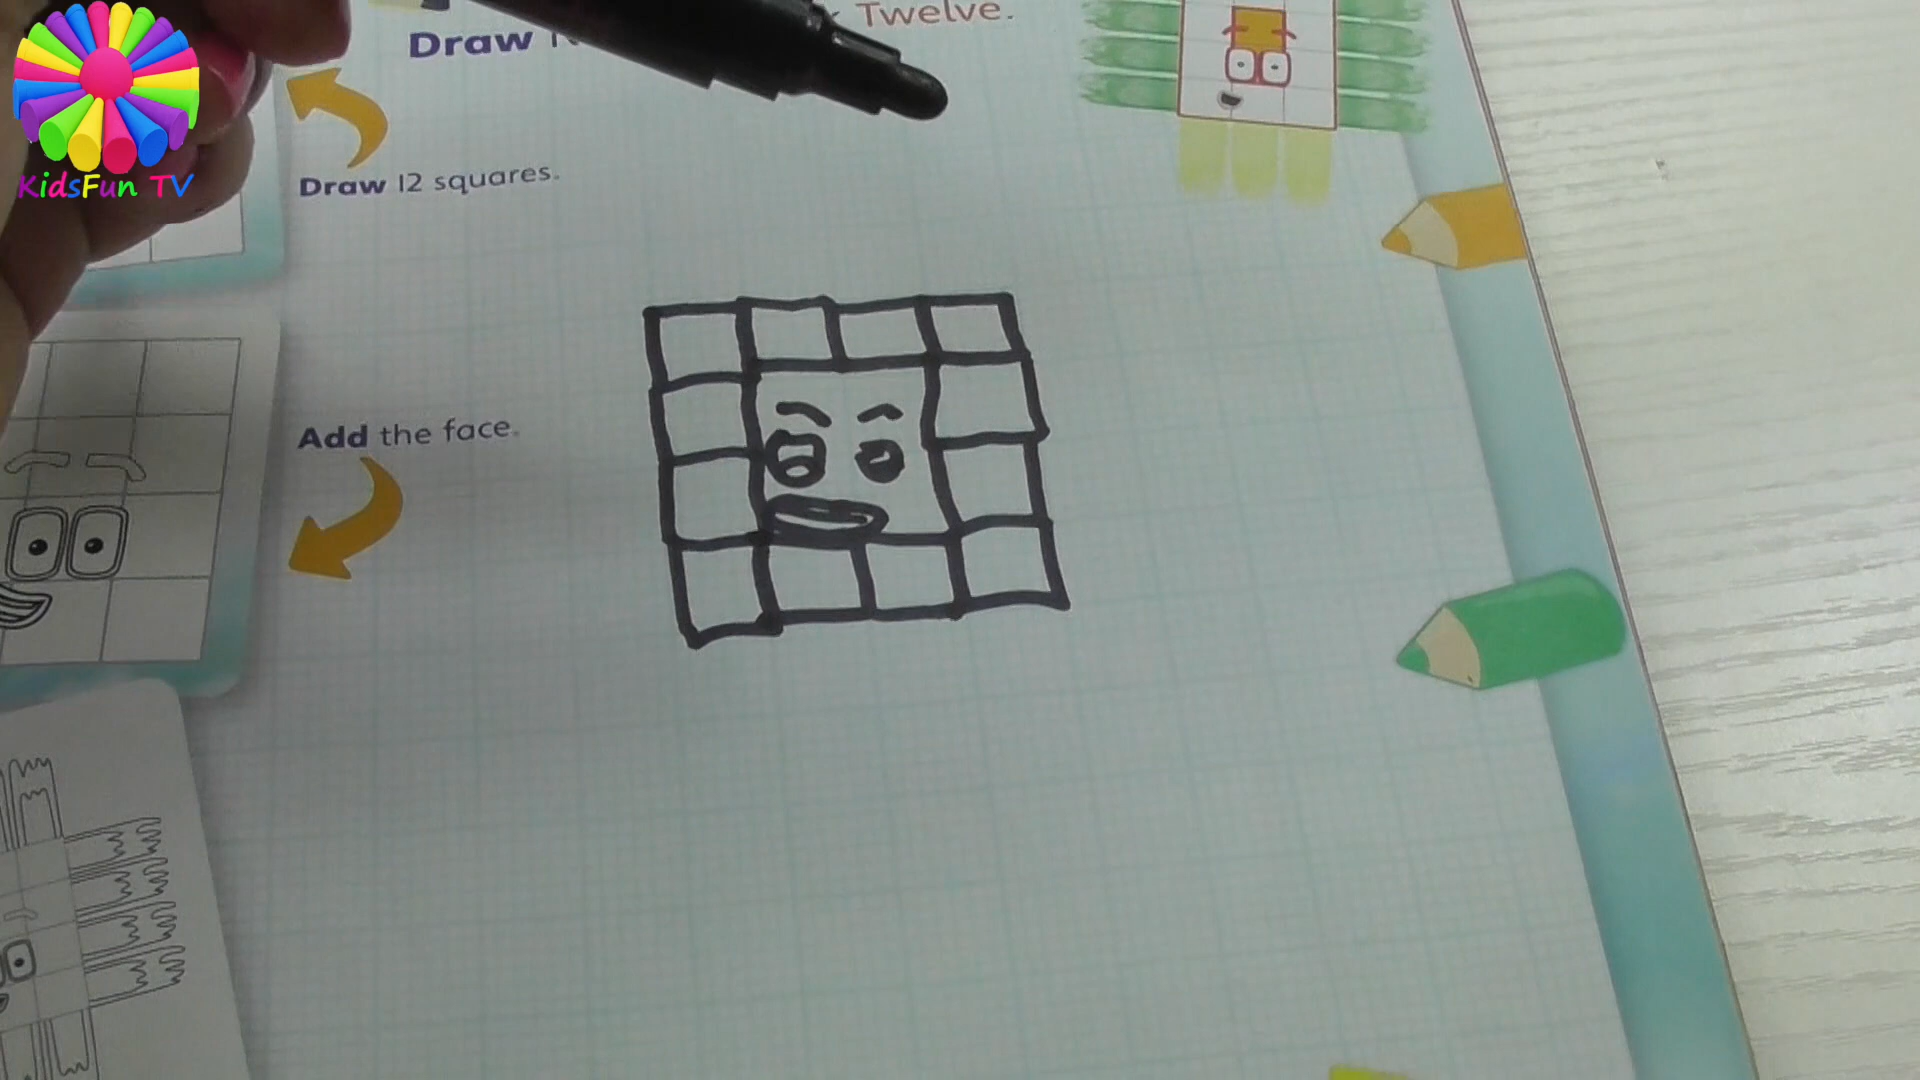 Twelve.
Draw
Draw 12 squares.
Add the face.
KidsFun TV